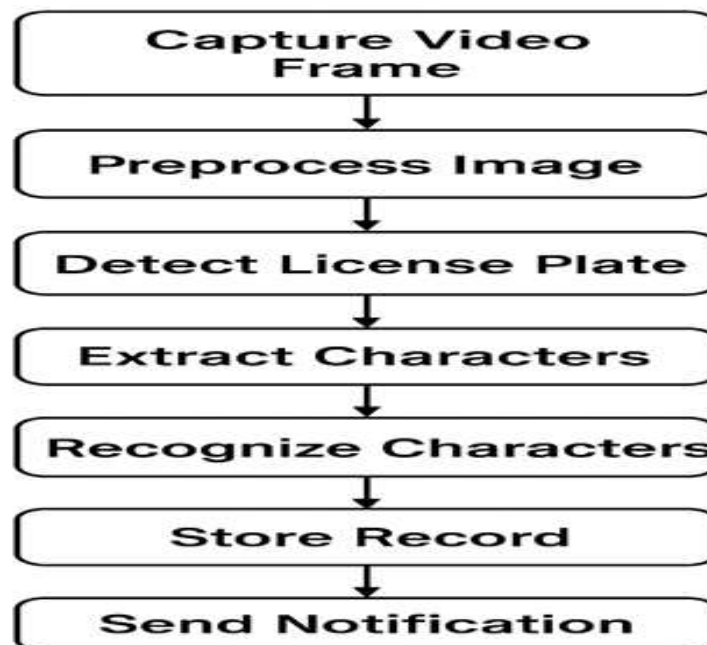 Capture Video
Frame
Preprocess Image
Detect License Plate
Extract Characters
Recognize Characters
Store Record
Send Notification